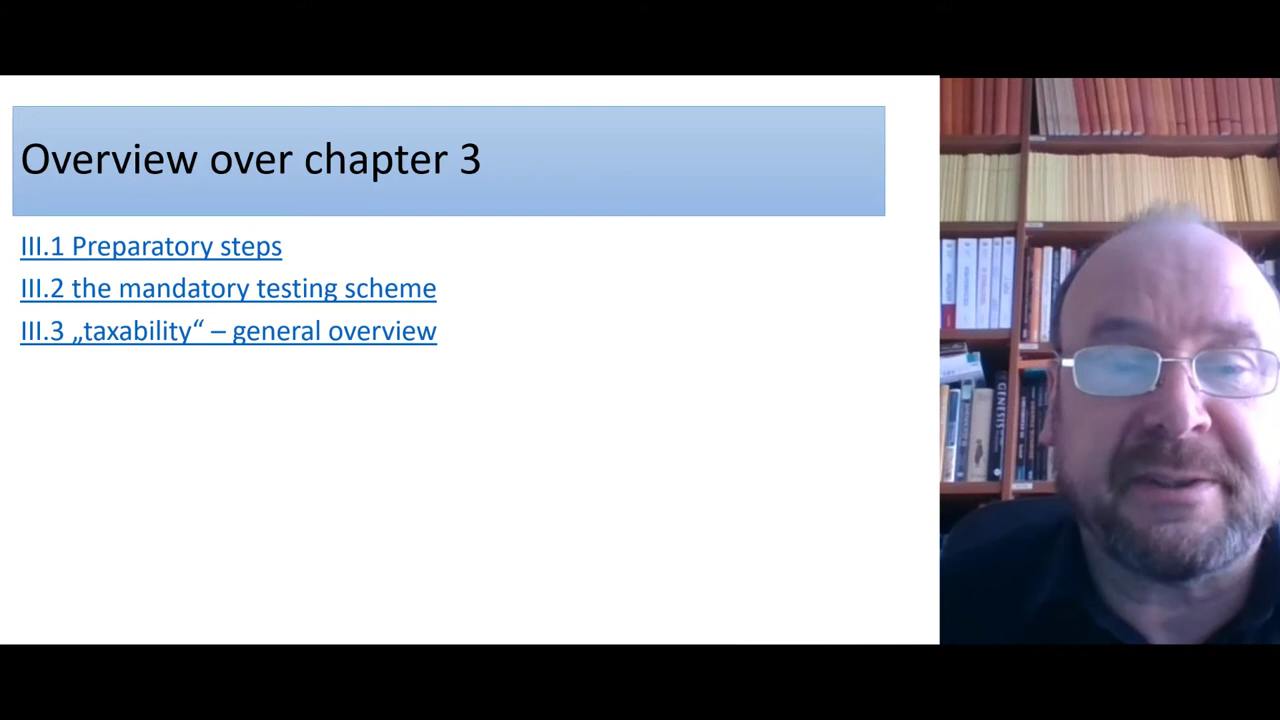 Overview over chapter 3
III.1 Preparatory steps
III.2 the mandatory testing scheme
III.3 „taxability“ – general overview
GENESIS